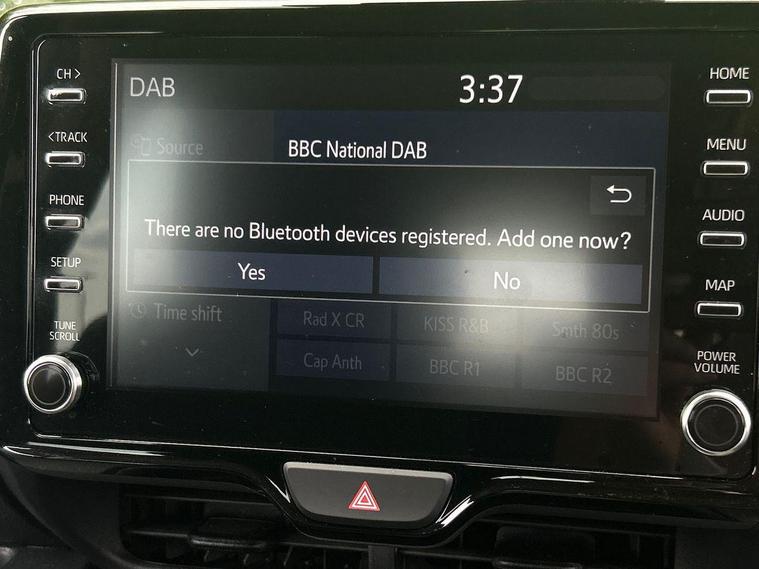 CH >
DAB
3:37
HOME
<TRACK
Source
BBC National DAB
MENU
PHONE
There are no Bluetooth devices registered. Add one now?
AUDIO
SETUP
Yes
No
MAP
TUNE
SCROLL
Time shift
Rad X CR
KISS R&B
Smth 80s
Cap Anth
BBC R1
BBC R2
POWER
VOLUME